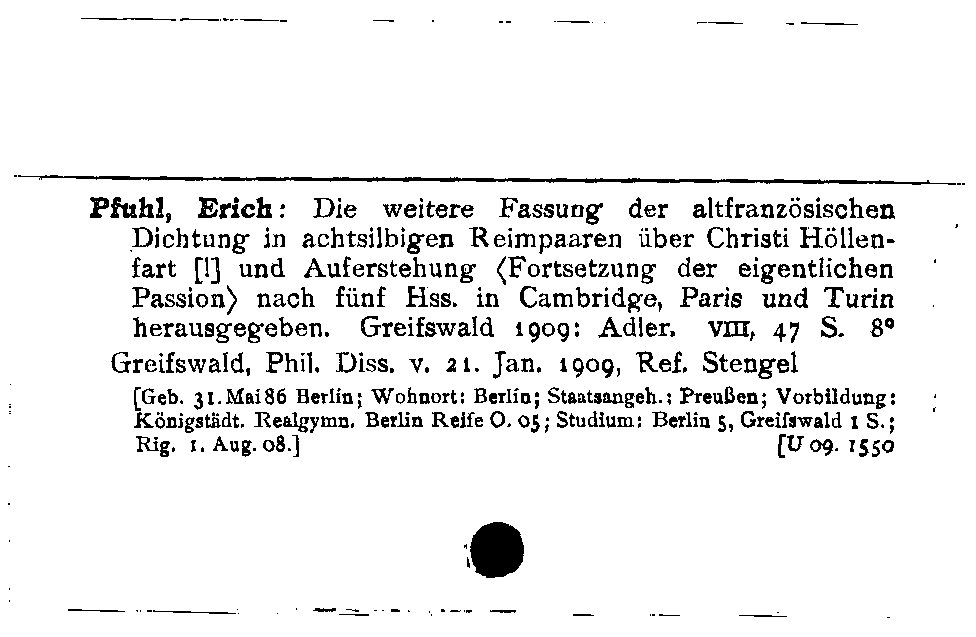 Pfuhl, Erich: Die weitere Fassung der altfranzösischen
Dichtung in achtsilbigen Reimpaaren über Christi Höllen-
fart [!] und Auferstehung ⟨Fortsetzung der eigentlichen
Passion⟩ nach fünf Hss. in Cambridge, Paris und Turin
herausgegeben. Greifswald 1909: Adler. VIII, 47 S. 8°
Greifswald, Phil. Diss. v. 21. Jan. 1909, Ref. Stengel
[Geb. 31. Mai 86 Berlin; Wohnort: Berlin; Staatsangeh.: Preußen; Vorbildung:
Königstädt. Realgymn. Berlin Reife O. 05; Studium: Berlin 5, Greifswald 1 S.;
Rig. 1. Aug. 08.] [U 09. 1550